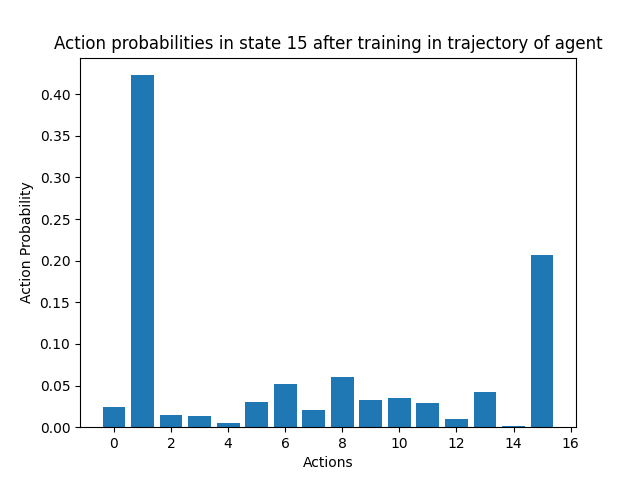 Action probabilities in state 15 after training in trajectory of agent
0.40
0.35
0.30
0.25
0.20
0.15
0.10
0.05
0.00
Action Probability
0 2 4 6 8 10 12 14 16
Actions